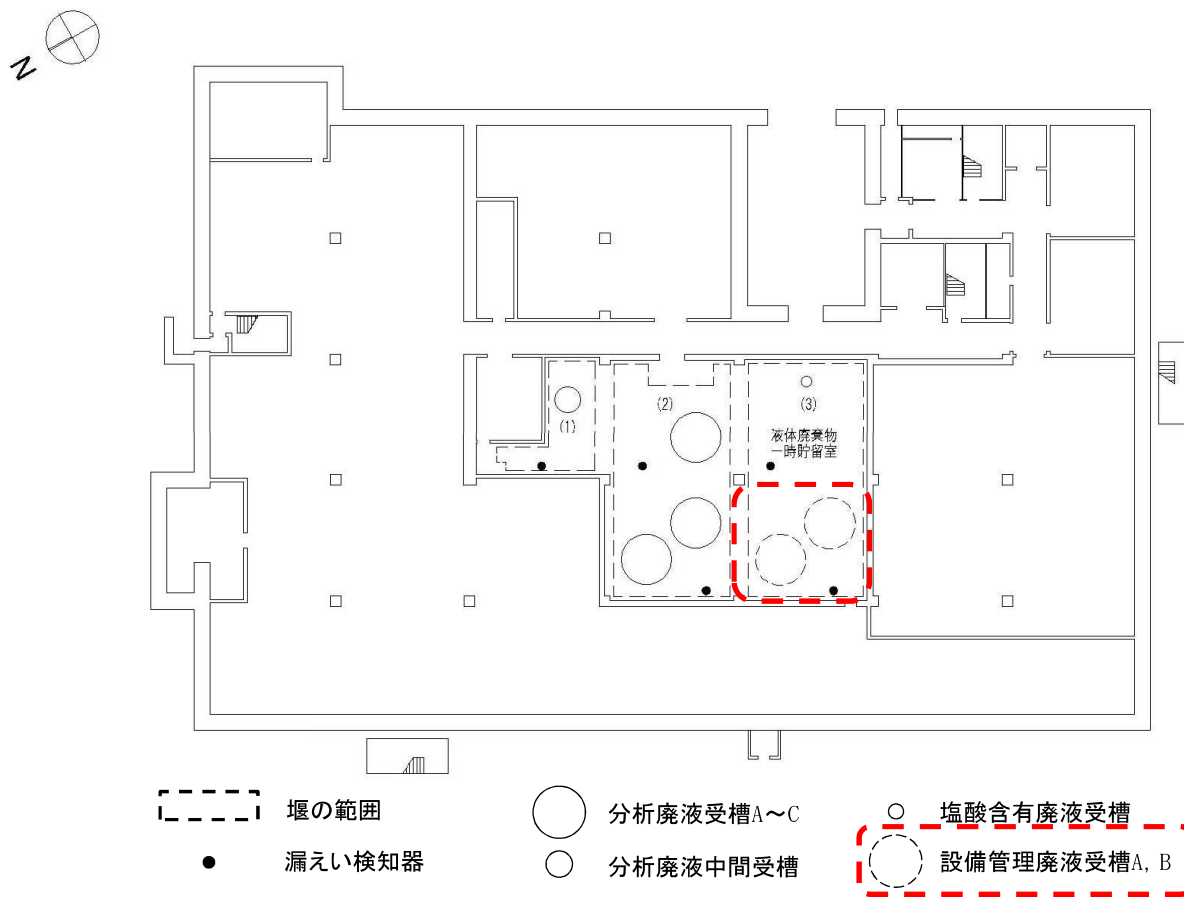 N
(1)
(2)
(3)
液体廃棄物
一時貯留室
堰の範囲
分析廃液受槽A～C
塩酸含有廃液受槽
漏えい検知器
分析廃液中間受槽
設備管理廃液受槽A, B